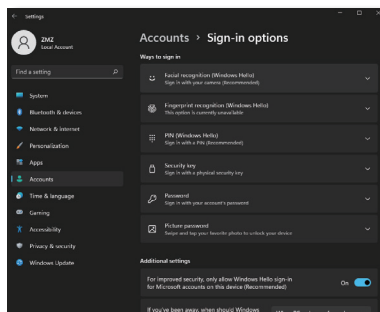 Settings
ZMZ
Local Account
Find a setting
System
Bluetooth & devices
Network & internet
Personalization
Apps
Accounts
Time & language
Gaming
Accessibility
Privacy & security
Windows Update
Accounts > Sign-in options
Ways to sign in
Facial recognition (Windows Hello)
Sign in with your camera (Recommended)
Fingerprint recognition (Windows Hello)
This option is currently unavailable
PIN (Windows Hello)
Sign in with a PIN (Recommended)
Security key
Sign in with a physical security key
Password
Sign in with your account's password
Picture password
Swipe and tap your favorite photo to unlock your device
Additional settings
For improved security, only allow Windows Hello sign-in
for Microsoft accounts on this device (Recommended)
On
If you've been away, when should Windows